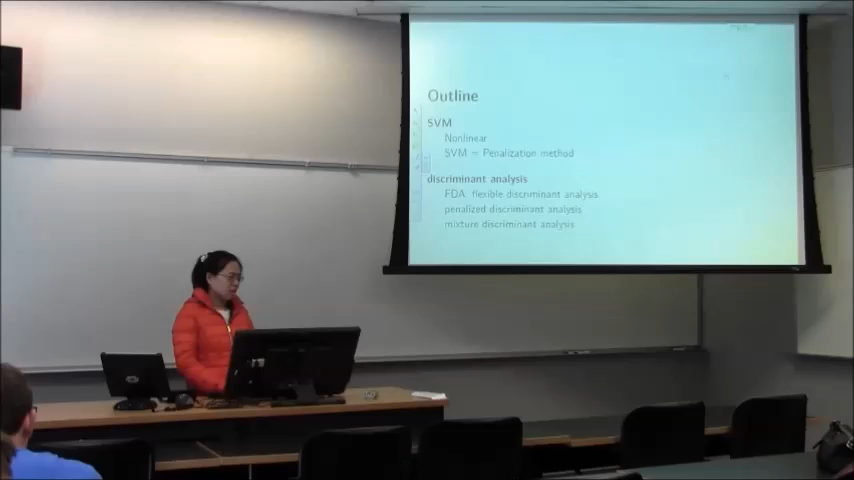 Outline
SVM
Nonlinear
SVM = Penalization method
discriminant analysis
FDA: flexible discriminant analysis
penalized discriminant analysis
mixture discriminant analysis